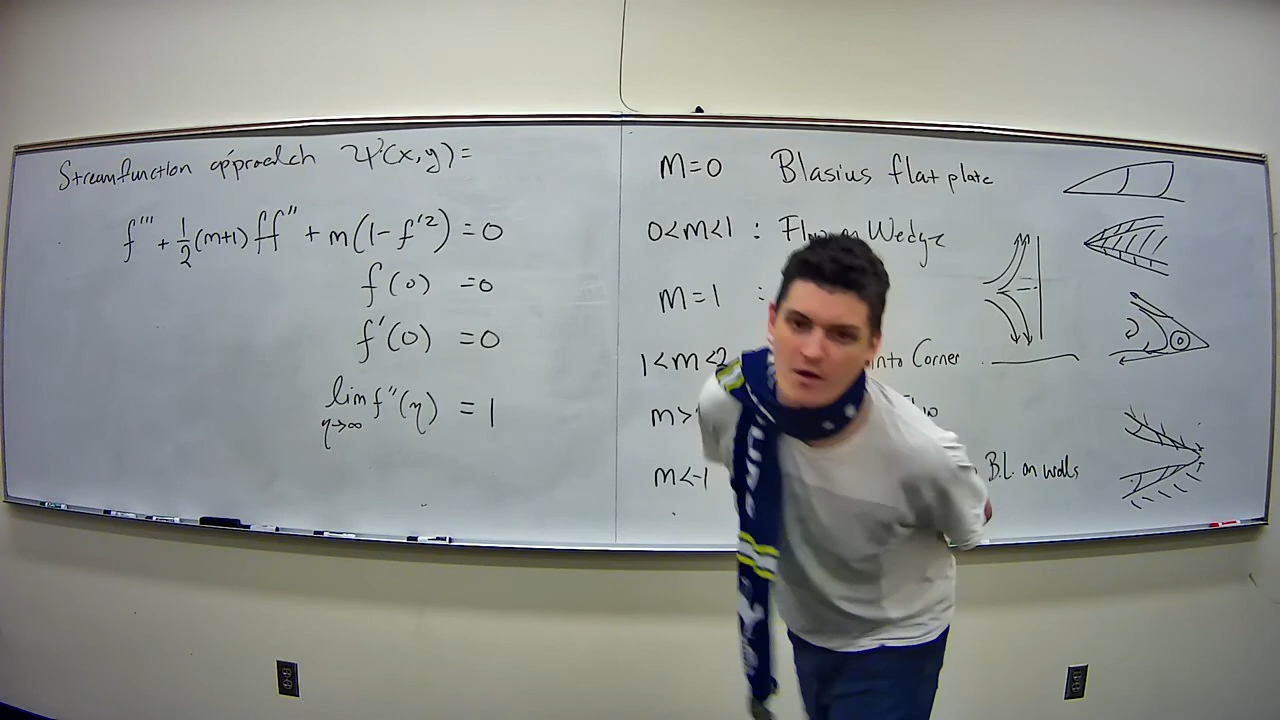 Streamfunction approach Ψ(x,y)=
f''' + 1/2 (m+1) f f'' + m(1-f'^2) = 0
f(0) = 0
f'(0) = 0
lim η→∞ f''(η) = 1
M=0 Blasius flat plate
0<m<1 : Flow on Wedge
m=1 :
1<m<2 into Corner
m>
m<-1 B.L. on walls